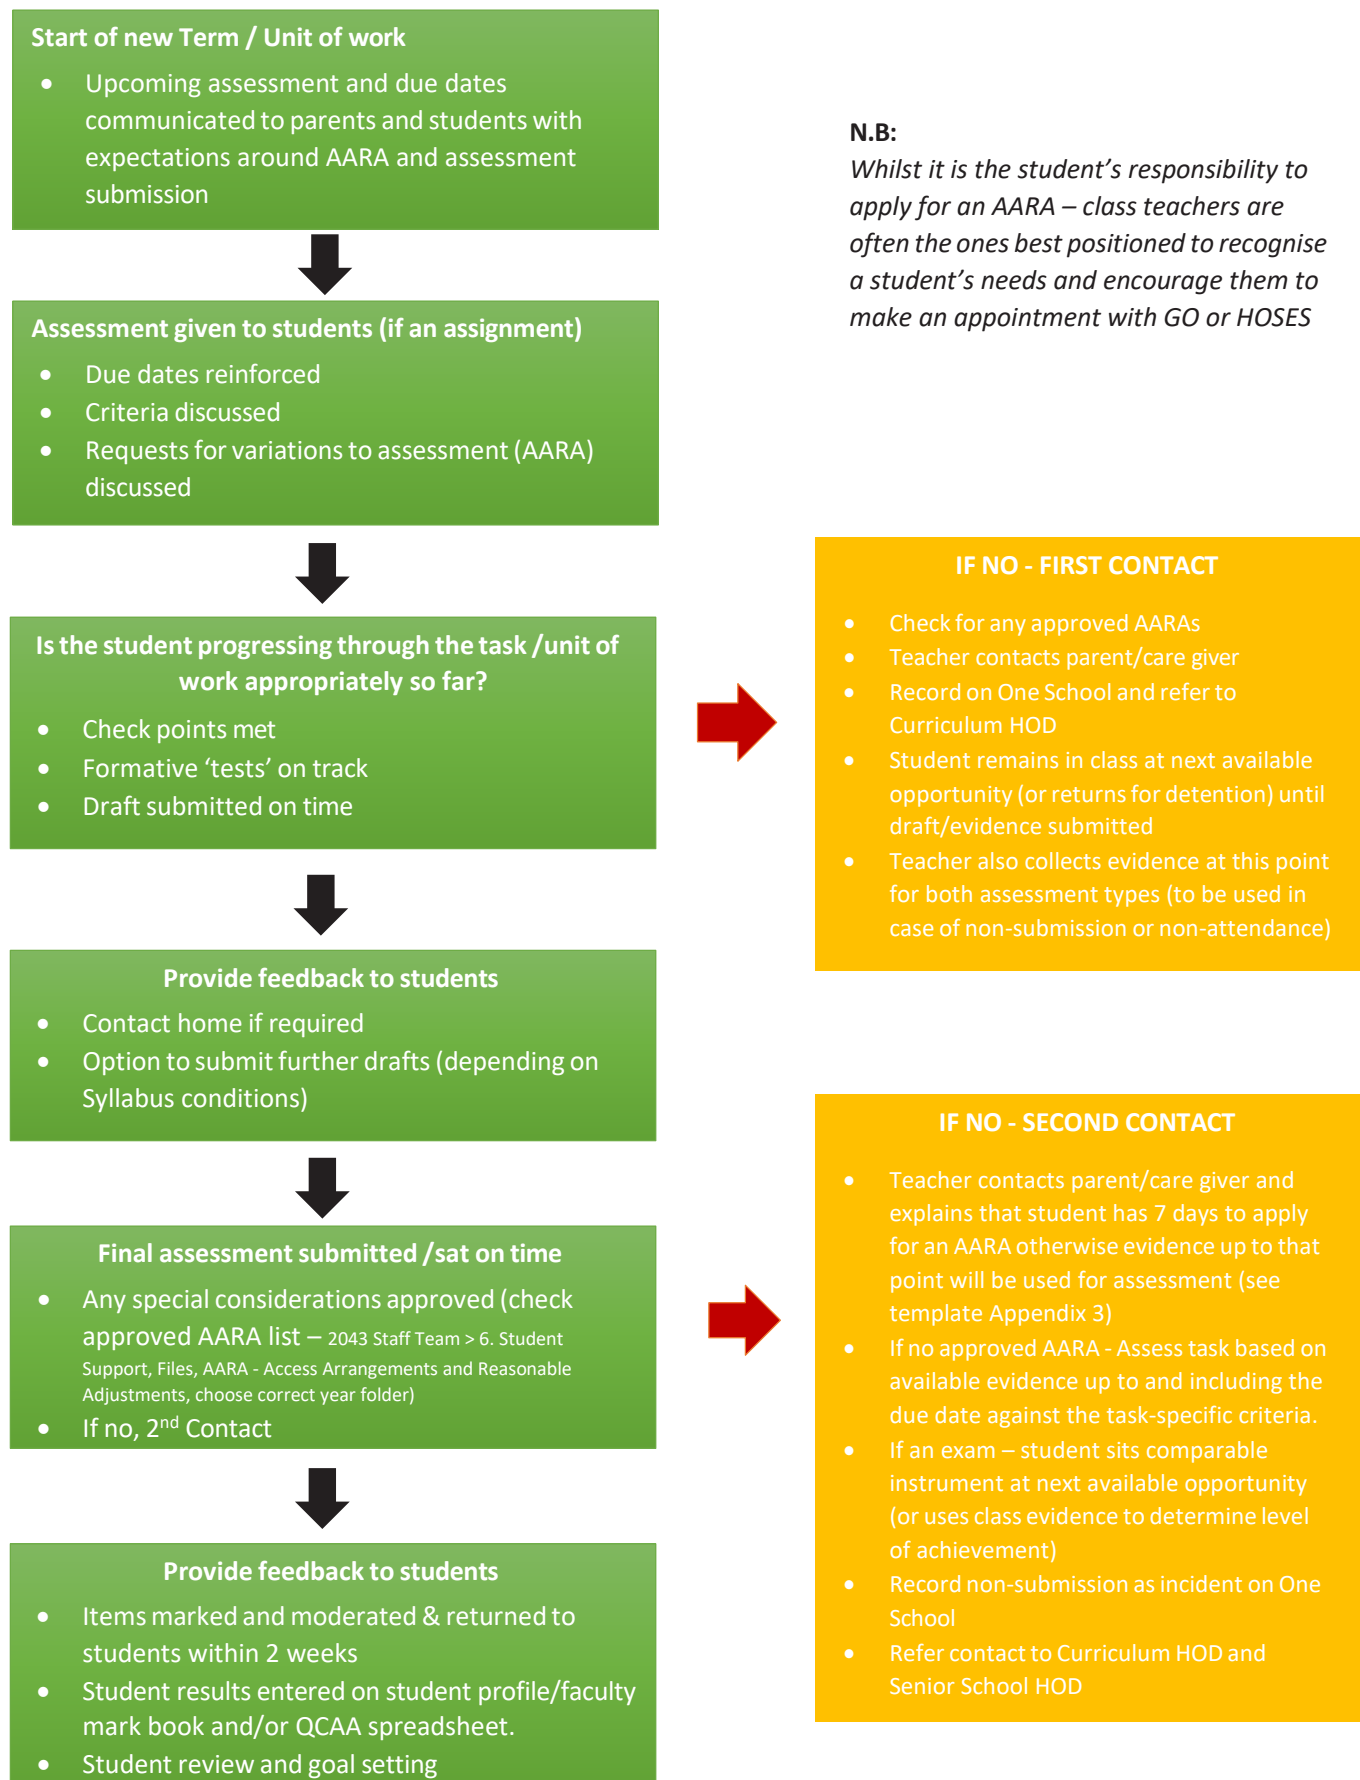 Start of new Term / Unit of work
• Upcoming assessment and due dates
communicated to parents and students with
expectations around AARA and assessment
submission
N.B:
Whilst it is the student’s responsibility to
apply for an AARA – class teachers are
often the ones best positioned to recognise
a student’s needs and encourage them to
make an appointment with GO or HOSES
Assessment given to students (if an assignment)
• Due dates reinforced
• Criteria discussed
• Requests for variations to assessment (AARA)
discussed
Is the student progressing through the task /unit of
work appropriately so far?
• Check points met
• Formative ‘tests’ on track
• Draft submitted on time
IF NO - FIRST CONTACT
• Check for any approved AARAs
• Teacher contacts parent/care giver
• Record on One School and refer to
Curriculum HOD
• Student remains in class at next available
opportunity (or returns for detention) until
draft/evidence submitted
• Teacher also collects evidence at this point
for both assessment types (to be used in
case of non-submission or non-attendance)
Provide feedback to students
• Contact home if required
• Option to submit further drafts (depending on
Syllabus conditions)
Final assessment submitted /sat on time
• Any special considerations approved (check
approved AARA list – 2043 Staff Team > 6. Student
Support, Files, AARA - Access Arrangements and Reasonable
Adjustments, choose correct year folder)
• If no, 2nd Contact
IF NO - SECOND CONTACT
• Teacher contacts parent/care giver and
explains that student has 7 days to apply
for an AARA otherwise evidence up to that
point will be used for assessment (see
template Appendix 3)
• If no approved AARA - Assess task based on
available evidence up to and including the
due date against the task-specific criteria.
• If an exam – student sits comparable
instrument at next available opportunity
(or uses class evidence to determine level
of achievement)
• Record non-submission as incident on One
School
• Refer contact to Curriculum HOD and
Senior School HOD
Provide feedback to students
• Items marked and moderated & returned to
students within 2 weeks
• Student results entered on student profile/faculty
mark book and/or QCAA spreadsheet.
• Student review and goal setting